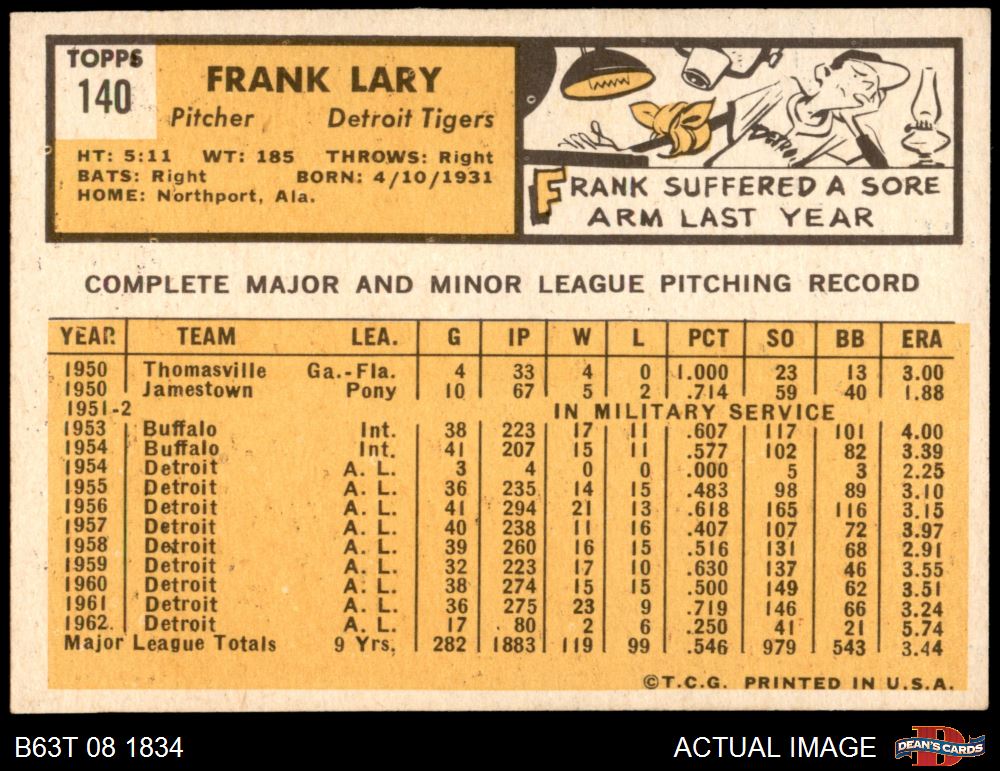 TOPPS
140
FRANK LARY
Pitcher Detroit Tigers
HT: 5:11 WT: 185 THROWS: Right
BATS: Right BORN: 4/10/1931
HOME: Northport, Ala.
DETRO
FRANK SUFFERED A SORE
ARM LAST YEAR
COMPLETE MAJOR AND MINOR LEAGUE PITCHING RECORD
YEAR TEAM LEA. G IP W L PCT SO BB ERA
1950 Thomasville Ga.-Fla. 4 33 4 0 1.000 23 13 3.00
1950 Jamestown Pony 10 67 5 2 .714 59 40 1.88
1951-2 IN MILITARY SERVICE
1953 Buffalo Int. 38 223 17 11 .607 117 101 4.00
1954 Buffalo Int. 41 207 15 11 .577 102 82 3.39
1954 Detroit A. L. 3 4 0 0 .000 5 3 2.25
1955 Detroit A. L. 36 235 14 15 .483 98 89 3.10
1956 Detroit A. L. 41 294 21 13 .618 165 116 3.15
1957 Detroit A. L. 40 238 11 16 .407 107 72 3.97
1958 Detroit A. L. 39 260 16 15 .516 131 68 2.91
1959 Detroit A. L. 32 223 17 10 .630 137 46 3.55
1960 Detroit A. L. 38 274 15 15 .500 149 62 3.51
1961 Detroit A. L. 36 275 23 9 .719 146 66 3.24
1962 Detroit A. L. 17 80 2 6 .250 41 21 5.74
Major League Totals 9 Yrs. 282 1883 119 99 .546 979 543 3.44
©T.C.G. PRINTED IN U.S.A.
B63T 08 1834 ACTUAL IMAGE DEAN'S CARDS